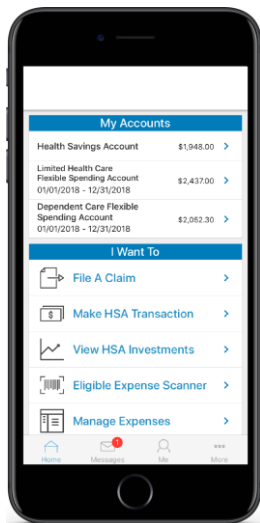 My Accounts
Health Savings Account $1,948.00
Limited Health Care
Flexible Spending Account
01/01/2018 - 12/31/2018
$2,437.00
Dependent Care Flexible
Spending Account
01/01/2018 - 12/31/2018
$2,052.30
I Want To
File A Claim
$ Make HSA Transaction
View HSA Investments
Eligible Expense Scanner
Manage Expenses
1
Home Messages Me More